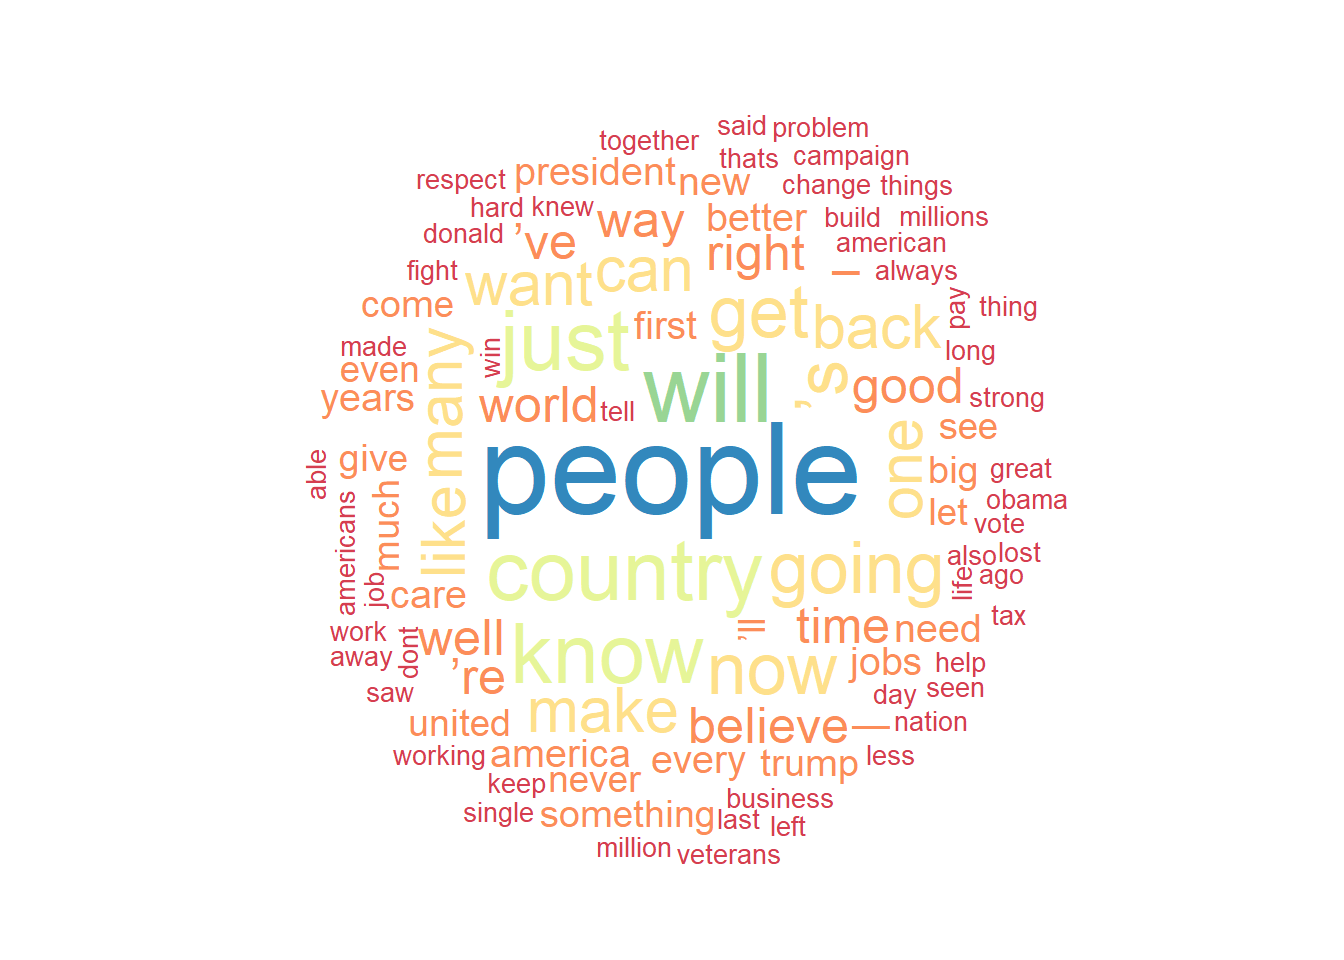 said problem
together
thats campaign
president new
respect
change things
hard knew
way
better
build millions
donald
’ve
right
american
fight
want
can
—
always
come
get
back
pay
thing
just
first
made
win
long
even
many
will
’s
good
years
world
tell
strong
see
one
people
give
able
like
big
great
much
let
obama
vote
americans
country
going
also
lost
job
care
life
ago
work
well
know
’ll
time
need
tax
away
dont
’re
now
jobs
help
saw
make
day
seen
united
believe
—
nation
working
america
every
trump
less
keep
never
business
single
something
last
left
million
veterans